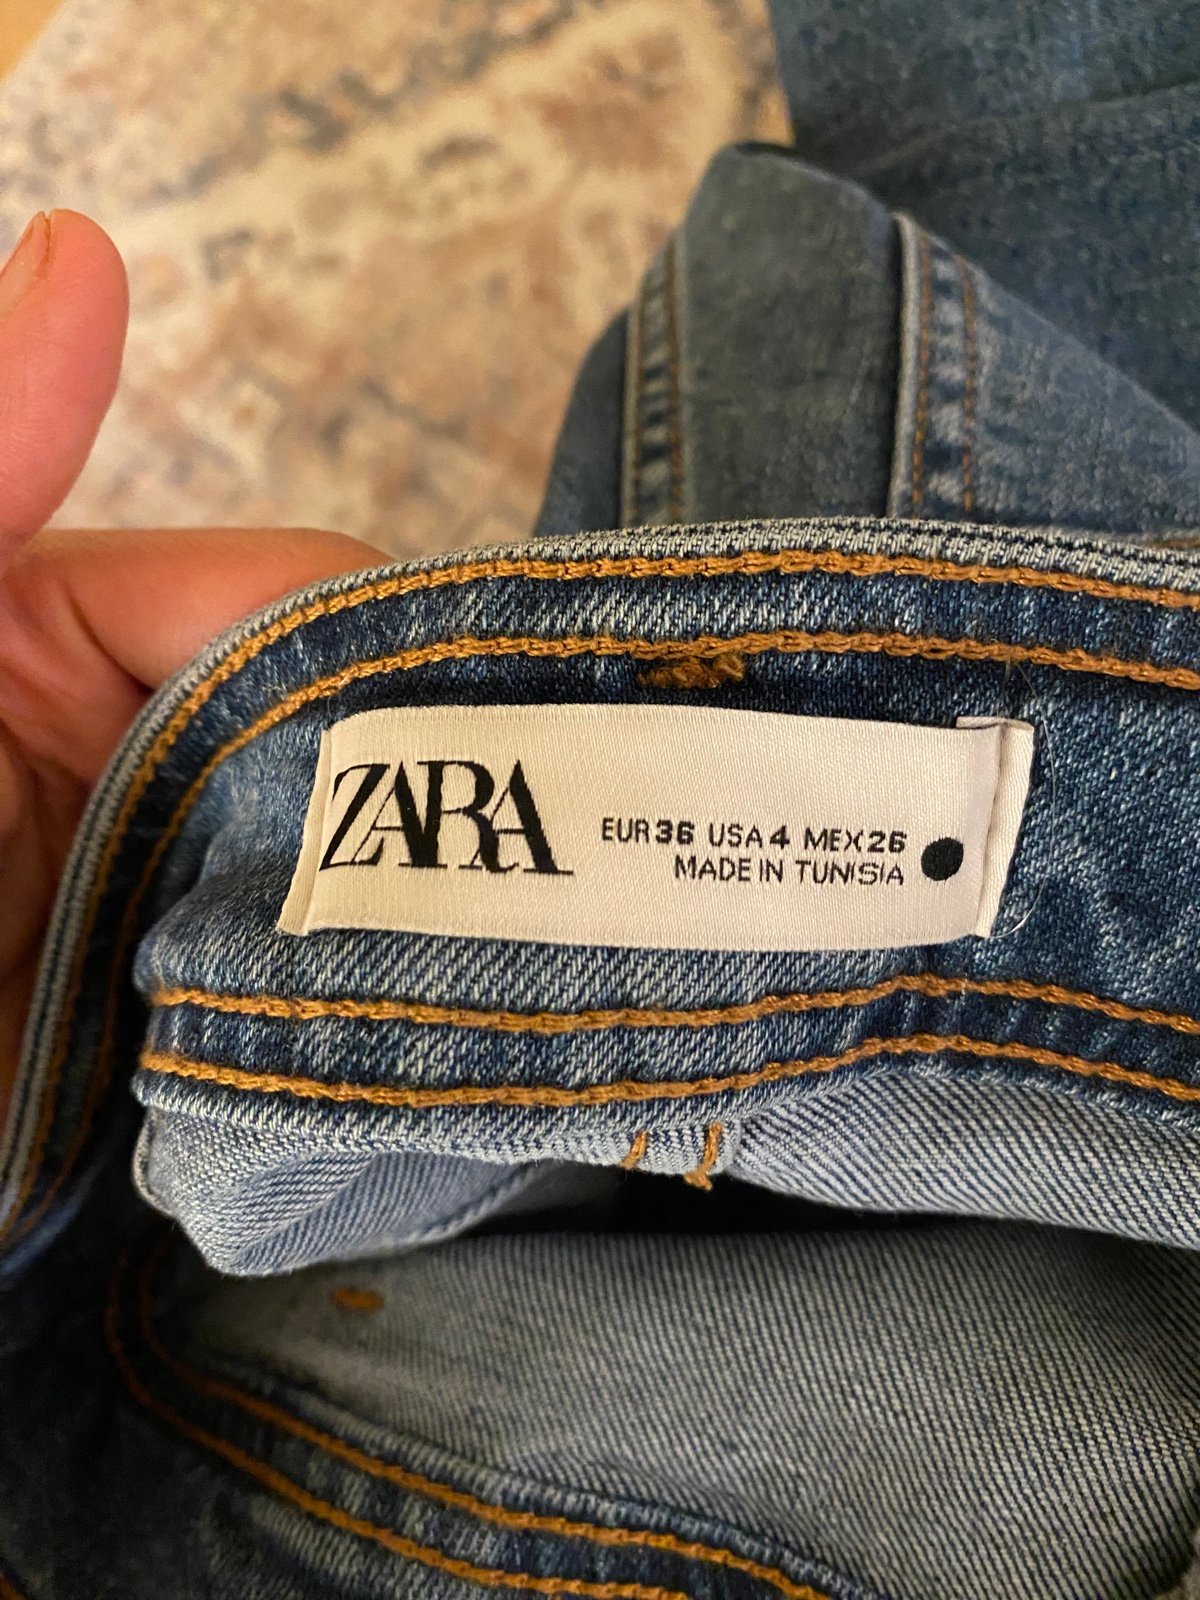 ZARA
EUR 36 USA 4 MEX 26
MADE IN TUNISIA